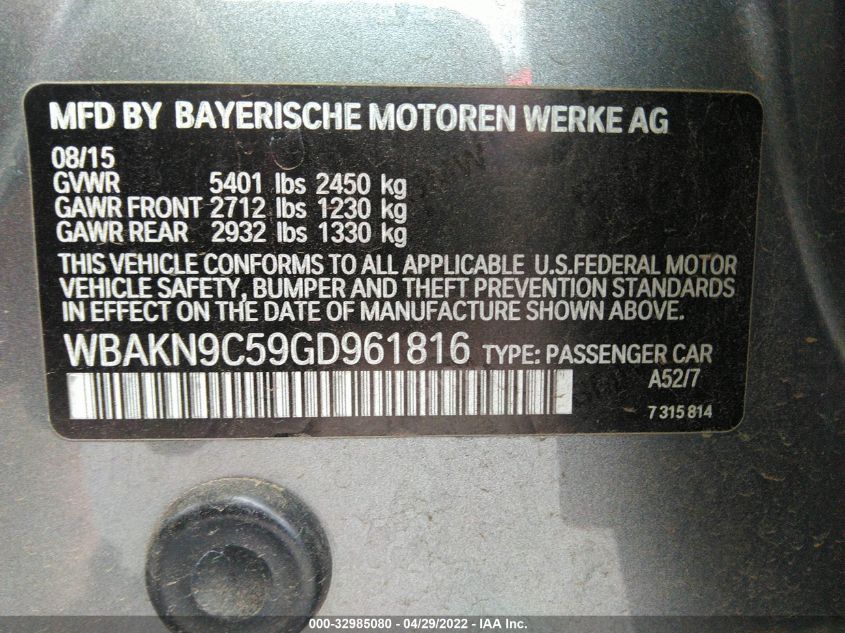 MFD BY BAYERISCHE MOTOREN WERKE AG
08/15
GVWR 5401 lbs 2450 kg
GAWR FRONT 2712 lbs 1230 kg
GAWR REAR 2932 lbs 1330 kg
THIS VEHICLE CONFORMS TO ALL APPLICABLE U.S.FEDERAL MOTOR
VEHICLE SAFETY, BUMPER AND THEFT PREVENTION STANDARDS
IN EFFECT ON THE DATE OF MANUFACTURE SHOWN ABOVE.
WBAKN9C59GD961816 TYPE: PASSENGER CAR
A52/7
7 315 814
000-32985080 - 04/29/2022 - IAA Inc.